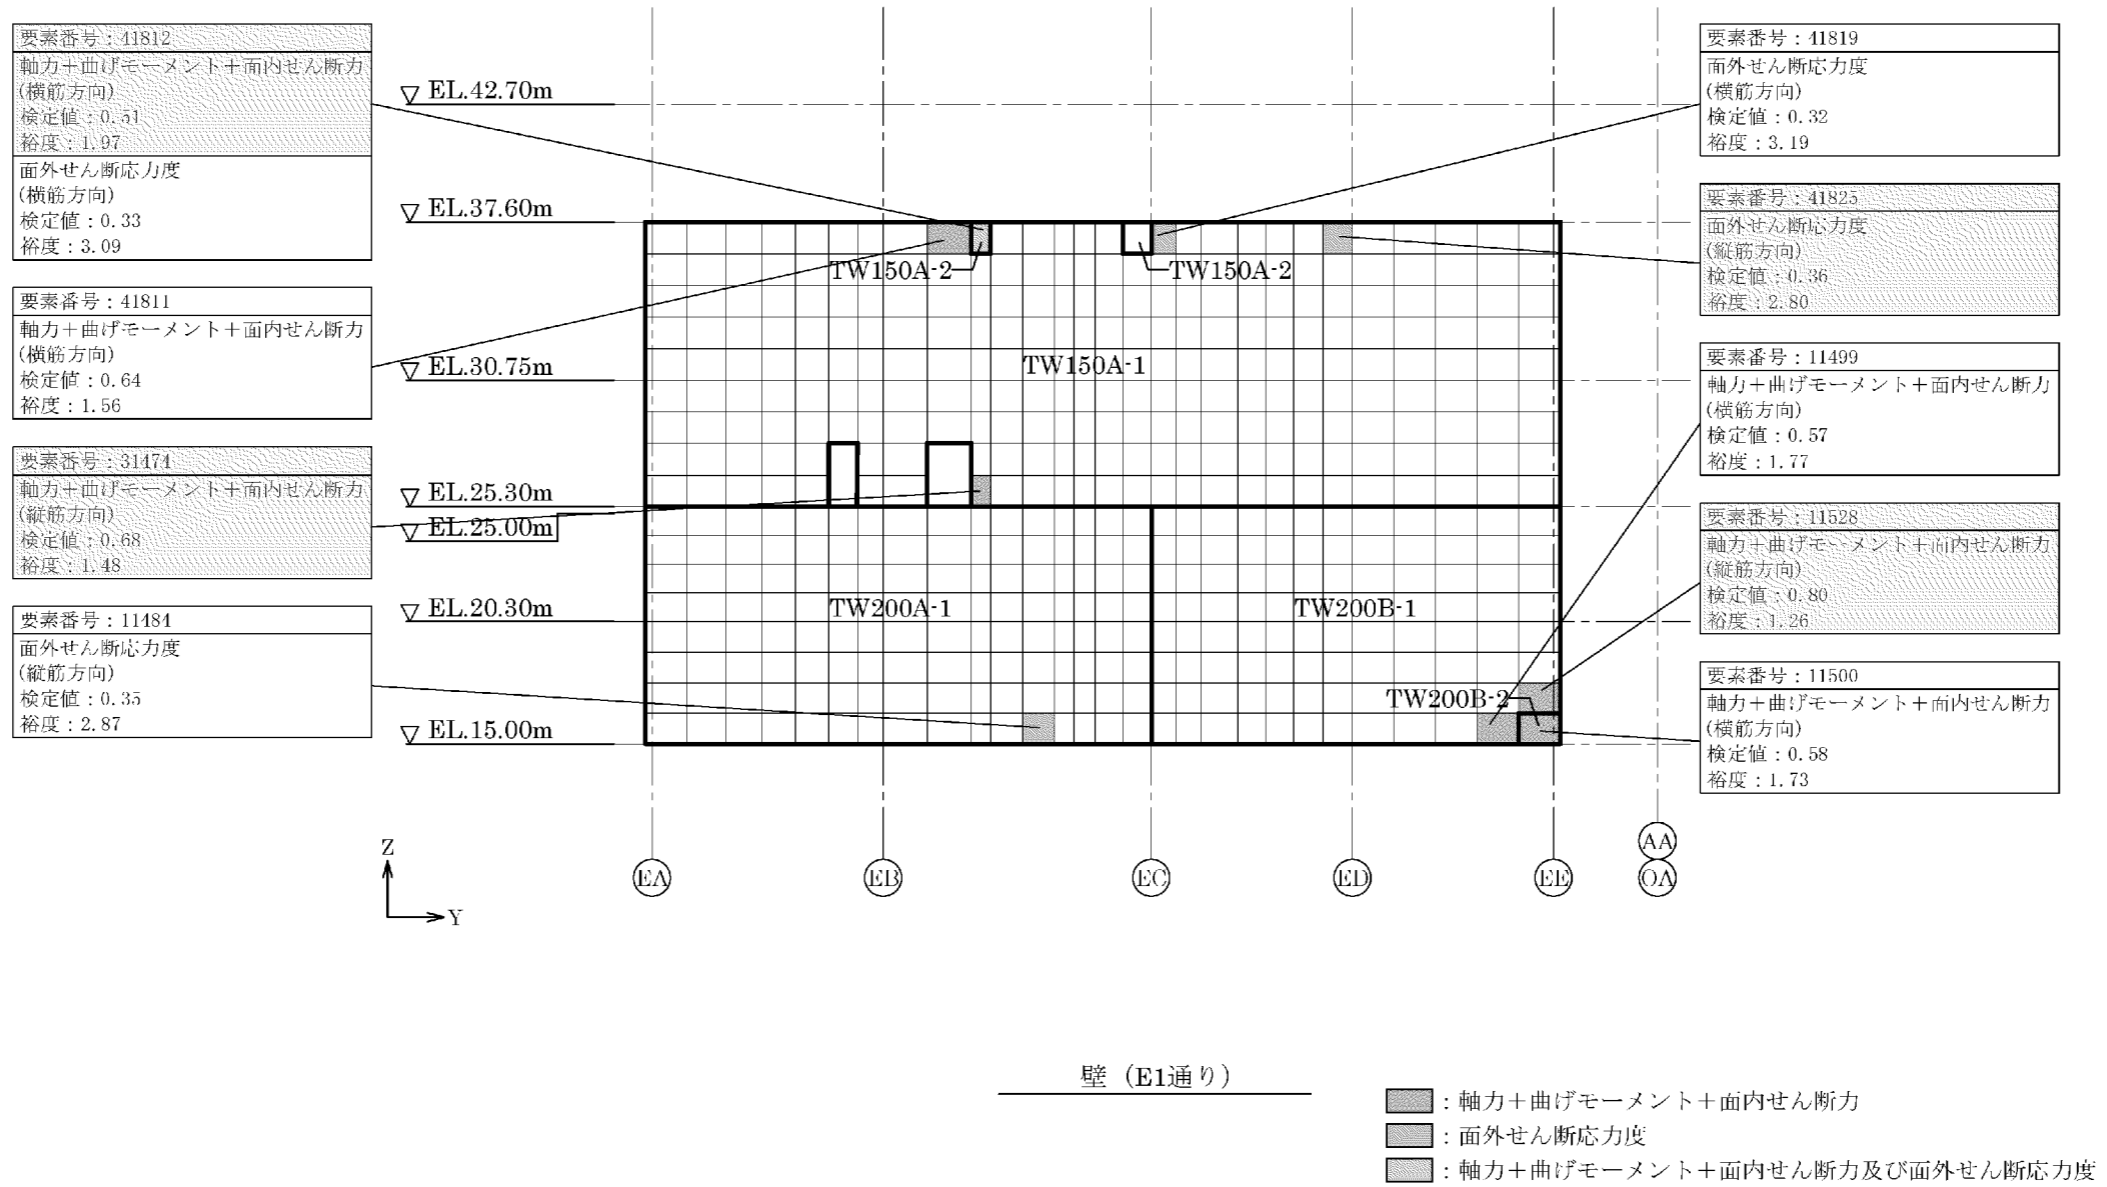 要素番号：41812
軸力＋曲げモーメント＋面内せん断力
(横筋方向)
検定値：0.51
裕度：1.97
面外せん断応力度
(横筋方向)
検定値：0.33
裕度：3.09
要素番号：41811
軸力＋曲げモーメント＋面内せん断力
(横筋方向)
検定値：0.64
裕度：1.56
要素番号：31474
軸力＋曲げモーメント＋面内せん断力
(縦筋方向)
検定値：0.68
裕度：1.48
要素番号：11484
面外せん断応力度
(縦筋方向)
検定値：0.35
裕度：2.87
▽ EL.42.70m
▽ EL.37.60m
▽ EL.30.75m
▽ EL.25.30m
▽ EL.25.00m
▽ EL.20.30m
▽ EL.15.00m
TW150A-2
TW150A-2
TW150A-1
TW200A-1
TW200B-1
TW200B-2
要素番号：41819
面外せん断応力度
(横筋方向)
検定値：0.32
裕度：3.19
要素番号：41825
面外せん断応力度
(縦筋方向)
検定値：0.36
裕度：2.80
要素番号：11499
軸力＋曲げモーメント＋面内せん断力
(横筋方向)
検定値：0.57
裕度：1.77
要素番号：11528
軸力＋曲げモーメント＋面内せん断力
(縦筋方向)
検定値：0.80
裕度：1.26
要素番号：11500
軸力＋曲げモーメント＋面内せん断力
(横筋方向)
検定値：0.58
裕度：1.73
Z
Y
EA
EB
EC
ED
EE
AA
OA
壁（E1通り）
：軸力＋曲げモーメント＋面内せん断力
：面外せん断応力度
：軸力＋曲げモーメント＋面内せん断力及び面外せん断応力度